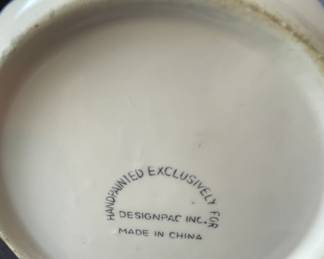 HANDPAINTED EXCLUSIVELY FOR
DESIGNPAC INC.
MADE IN CHINA